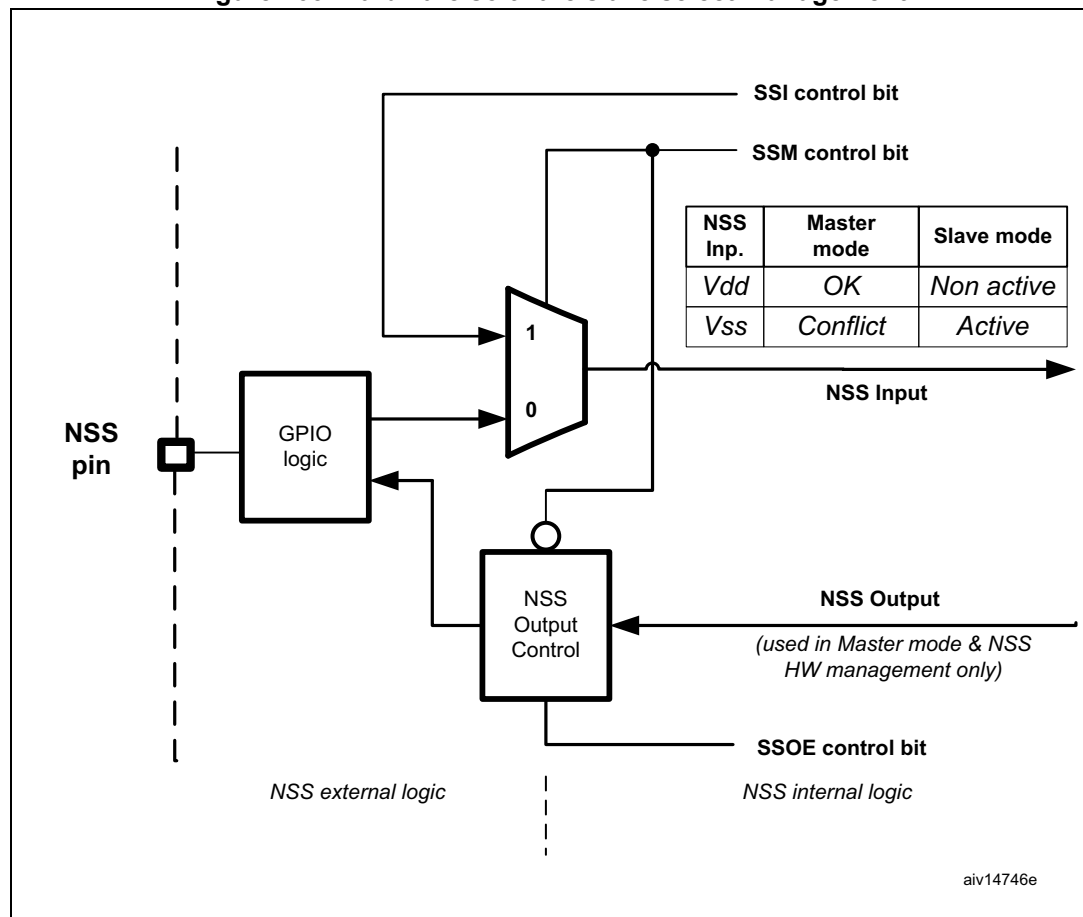 SSI control bit
SSM control bit
NSS Inp. Master mode Slave mode
Vdd OK Non active
Vss Conflict Active
1
NSS Input
0
GPIO
logic
NSS
pin
NSS
Output
Control
NSS Output
(used in Master mode & NSS
HW management only)
SSOE control bit
NSS external logic
NSS internal logic
aiv14746e